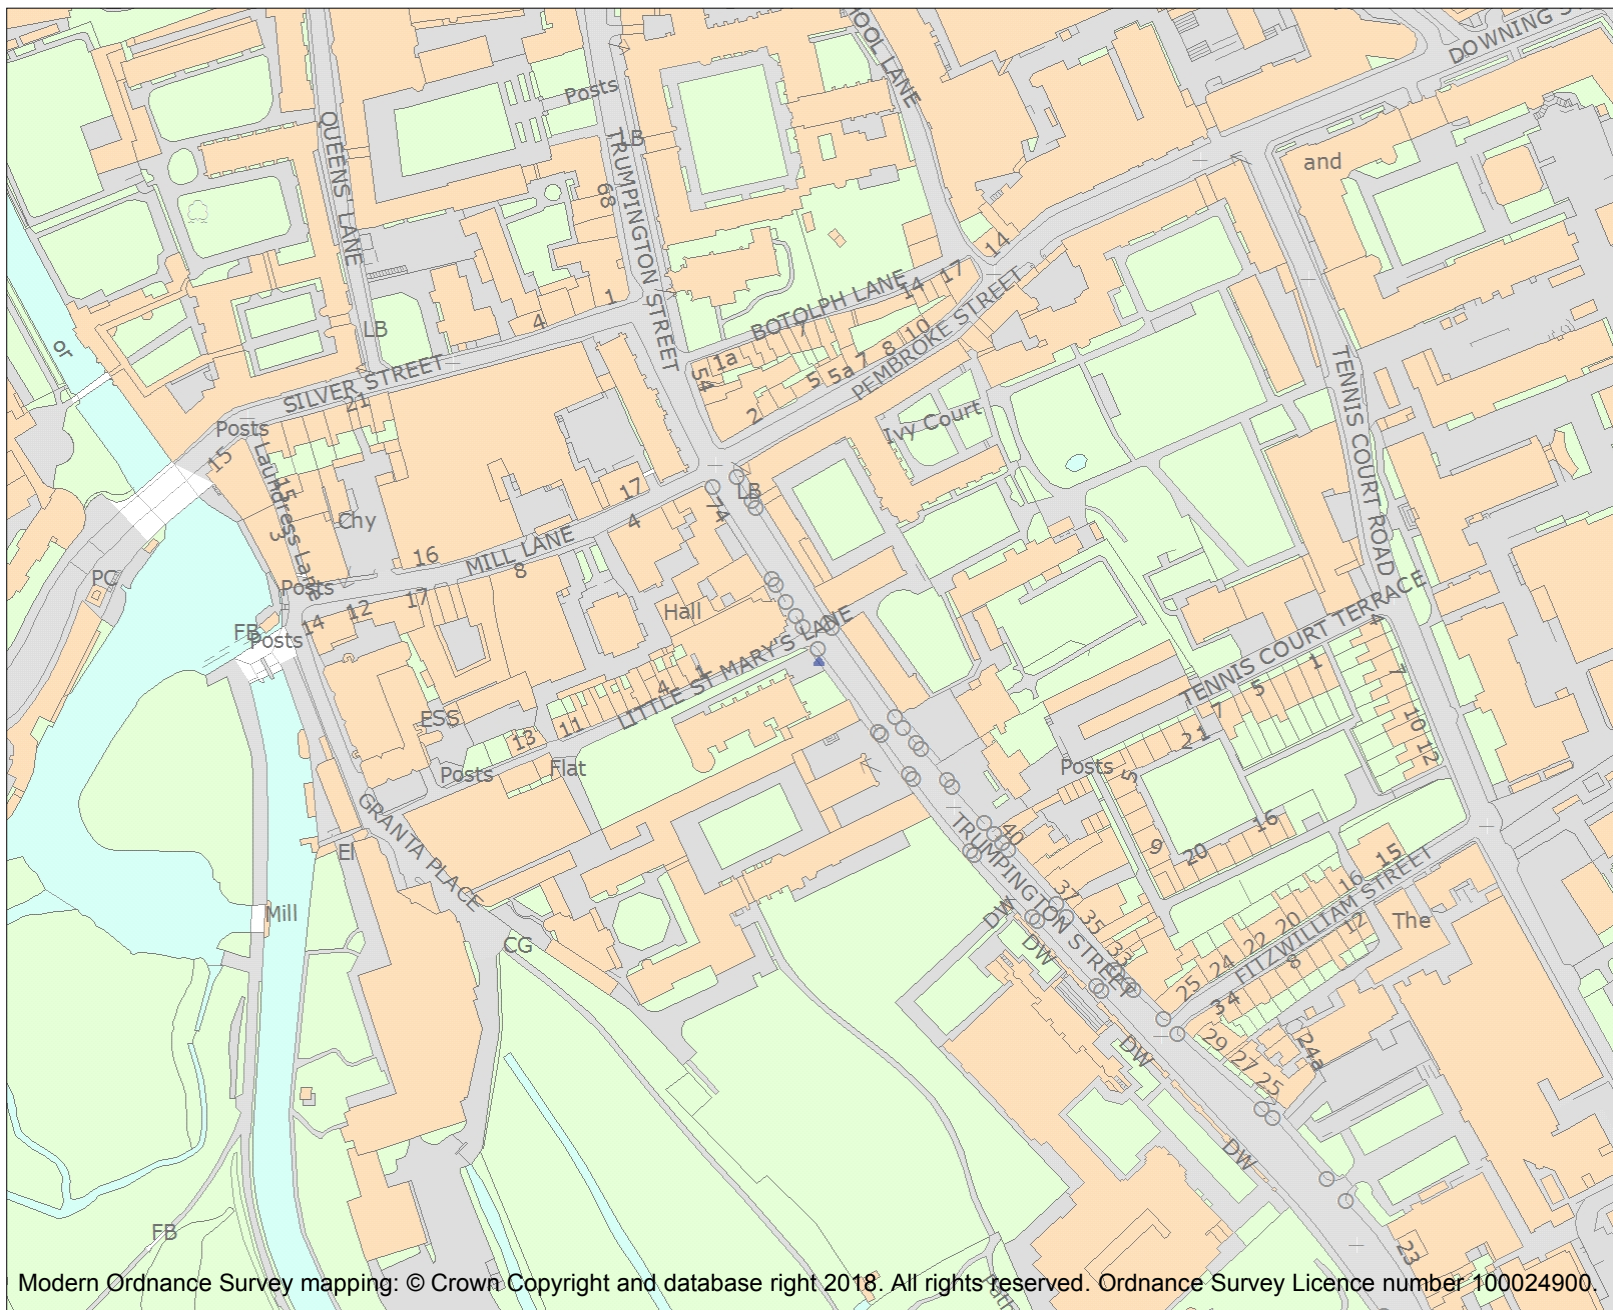 DOWNING S
OOL LANE
Posts
QUEENS' LANE
LB
TRUMPINGTON STREET
and
68
14
17
14
BOTOLPH LANE
1
4
LB
7
10
8
7
5a
5
PEMBROKE STREET
1a
54
2
or
SILVER STREET
21
TENNIS COURT ROAD
Ivy Court
Posts
15
Laundress Lane
15
3
Chy
17
LB
74
4
16
MILL LANE
8
PC
Posts
17
12
14
Hall
FB
Posts
LITTLE ST MARY'S LANE
1
4
11
13
TENNIS COURT TERRACE
4
1
5
7
7
10
12
21
ESS
Posts
Flat
Posts
5
GRANTA PLACE
El
TRUMPINGTON STREET
40
16
9
20
37
35
33
15
16
FITZWILLIAM STREET
20
22
24
25
12
8
34
The
Mill
CG
DW
DW
DW
DW
29
27
25
24a
FB
23
Modern Ordnance Survey mapping: © Crown Copyright and database right 2018. All rights reserved. Ordnance Survey Licence number 100024900.